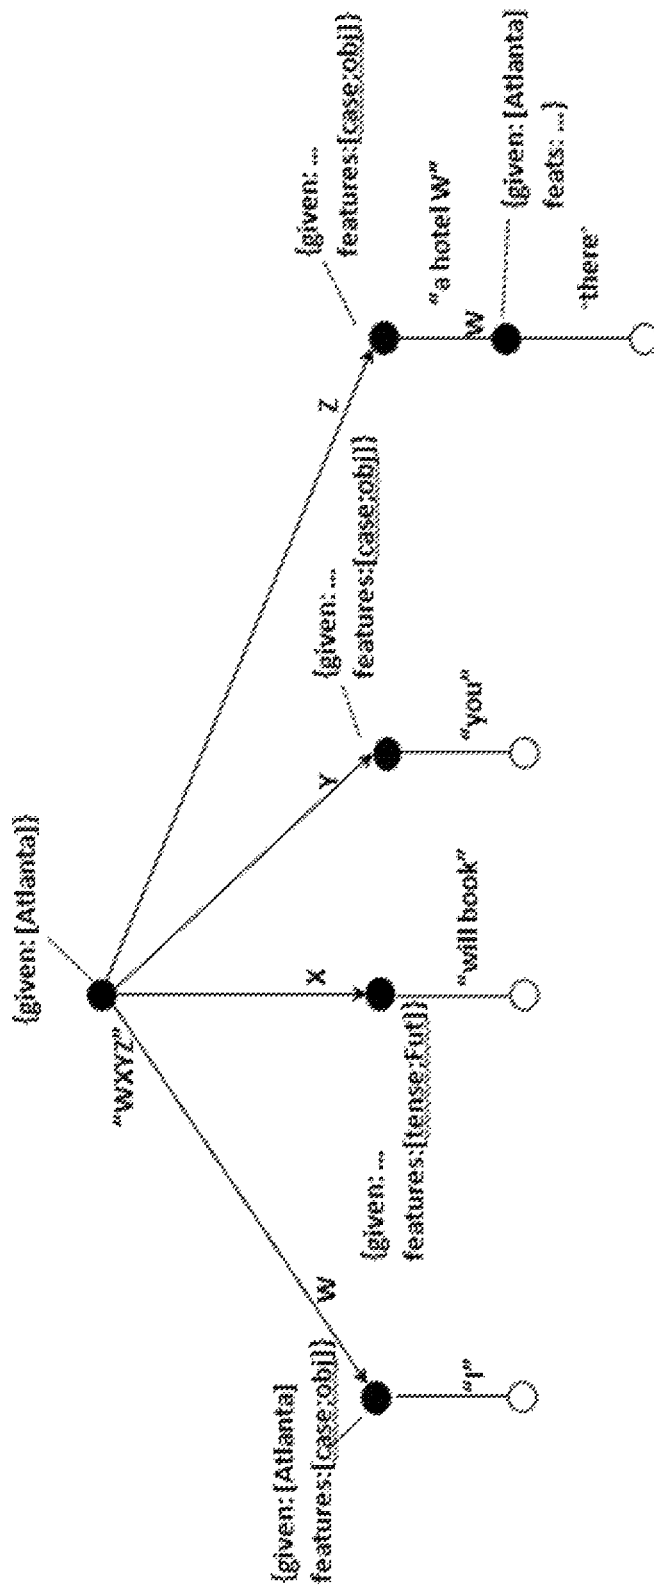 {given: [Atlanta]}
"WXYZ"
W
X
Y
Z
{given: [Atlanta]
features:[case:obj]}
{given: ...
features:[tense:Fut]}
{given: ...
features:[case:obj]}
{given: ...
features:[case:obj]}
"I"
"will book"
"you"
"a hotel W"
W
{given: [Atlanta]
feats: ...}
'there'